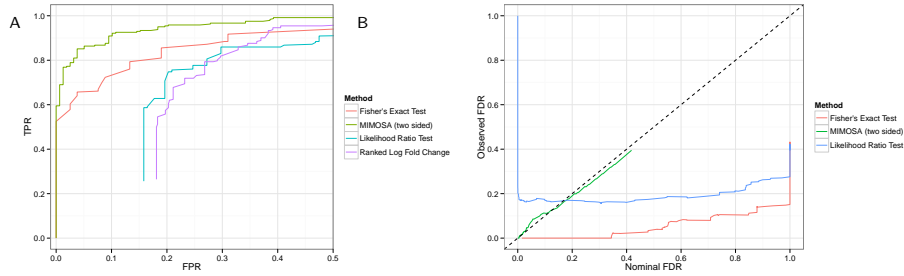 A
1.0
0.8
0.6
0.4
0.2
0.0
TPR
0.0
0.1
0.2
0.3
0.4
0.5
FPR
Method
Fisher's Exact Test
MIMOSA (two sided)
Likelihood Ratio Test
Ranked Log Fold Change
B
1.0
0.8
0.6
0.4
0.2
0.0
Observed FDR
0.0
0.2
0.4
0.6
0.8
1.0
Nominal FDR
Method
Fisher's Exact Test
MIMOSA (two sided)
Likelihood Ratio Test